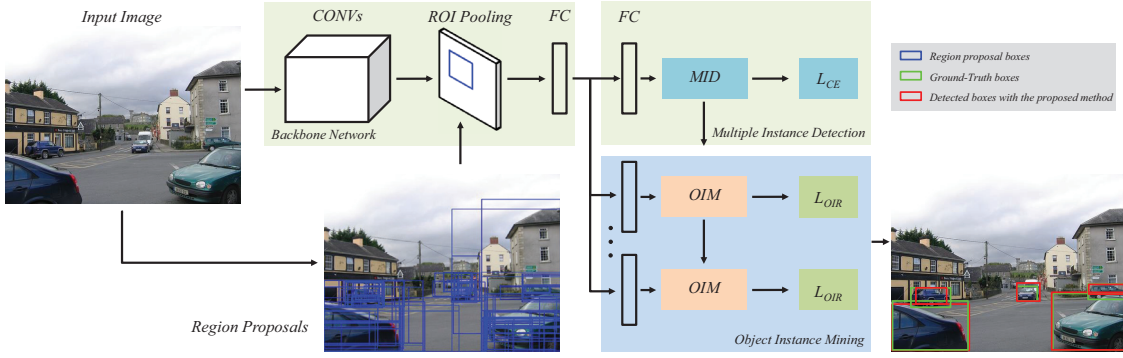 Input Image
CONVs
ROI Pooling
FC
FC
MID
L_CE
Backbone Network
Multiple Instance Detection
Region proposal boxes
Ground-Truth boxes
Detected boxes with the proposed method
OIM
L_OIR
OIM
L_OIR
Region Proposals
Object Instance Mining